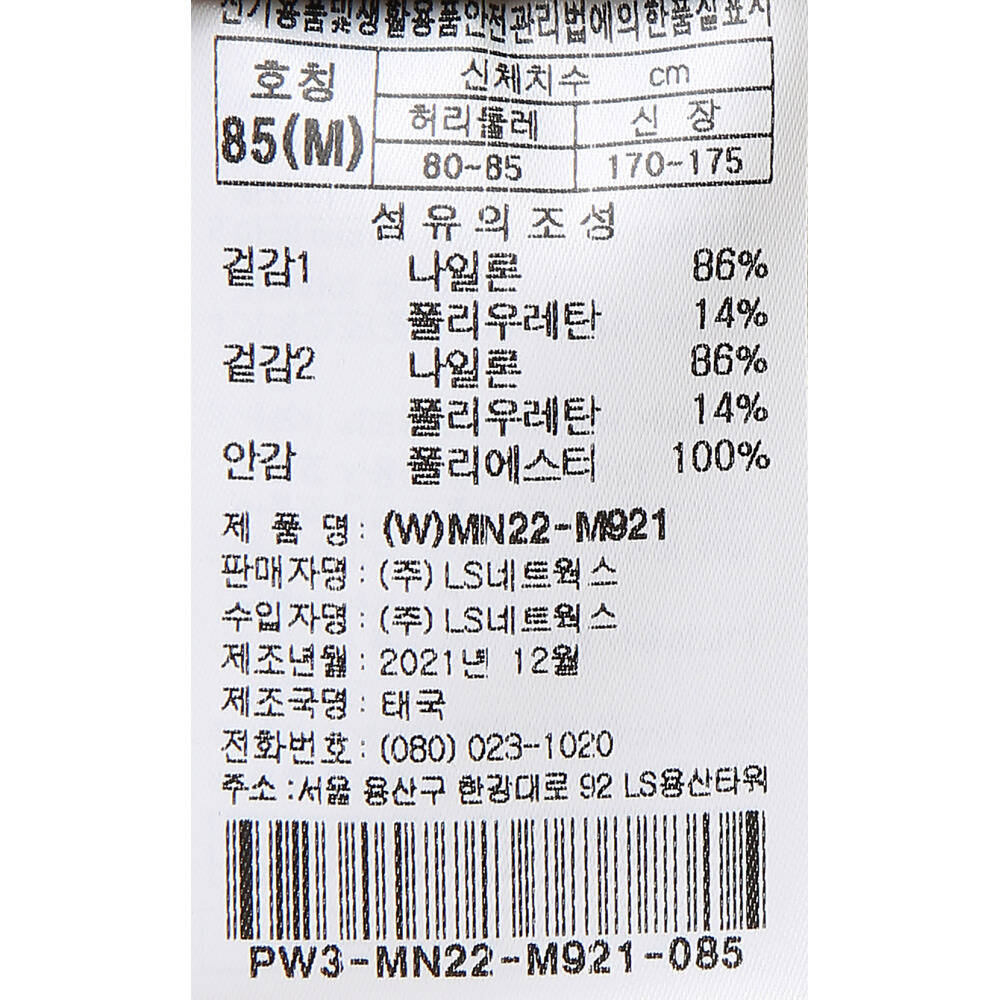 전기용품및생활용품안전관리법에의한품질표시
호칭 신체치수 cm
85(M) 허리둘레 신 장
80~85 170~175
섬유의조성
겉감1 나일론 86%
폴리우레탄 14%
겉감2 나일론 86%
폴리우레탄 14%
안감 폴리에스터 100%
제 품 명 : (W)MN22-M921
판매자명 : (주) LS네트웍스
수입자명 : (주) LS네트웍스
제조년월 : 2021년 12월
제조국명 : 태국
전화번호 : (080) 023-1020
주소 :서울 용산구 한강대로 92 LS용산타워
PW3-MN22-M921-085